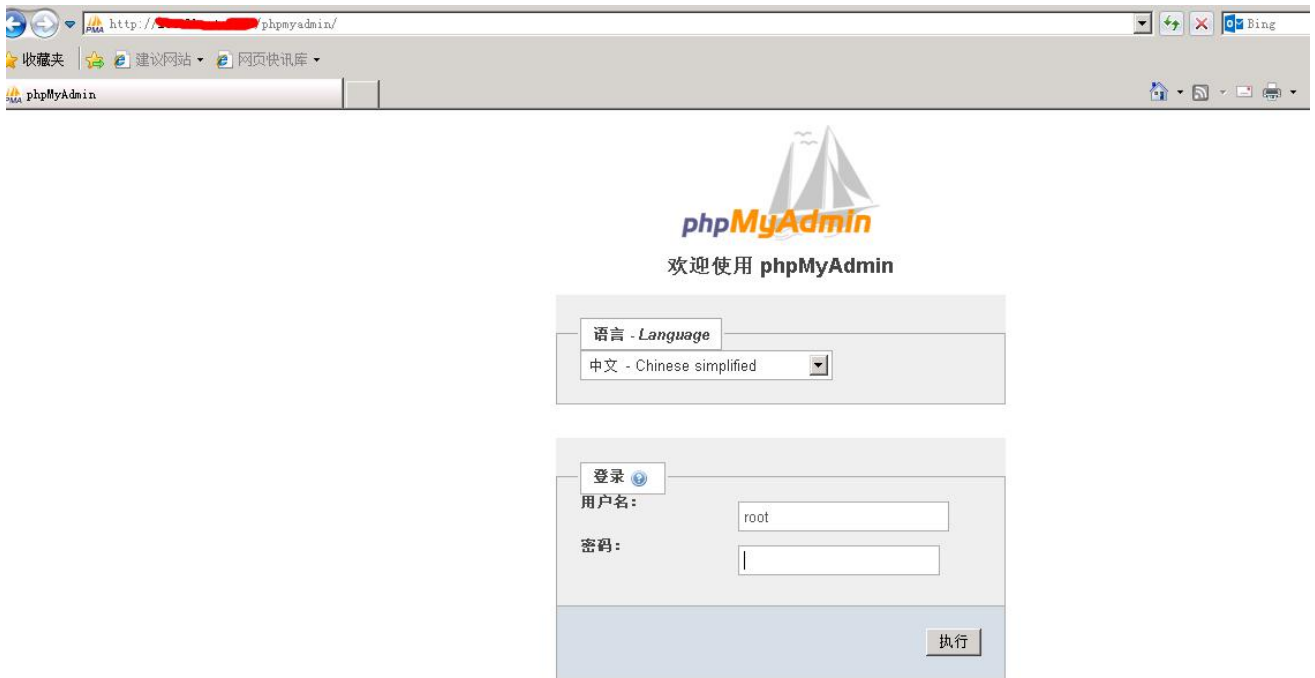 http:// /phpmyadmin/
Bing
收藏夹 建议网站 网页快讯库
phpMyAdmin
phpMyAdmin
欢迎使用 phpMyAdmin
语言 - Language
中文 - Chinese simplified
登录
用户名:
root
密码:
执行